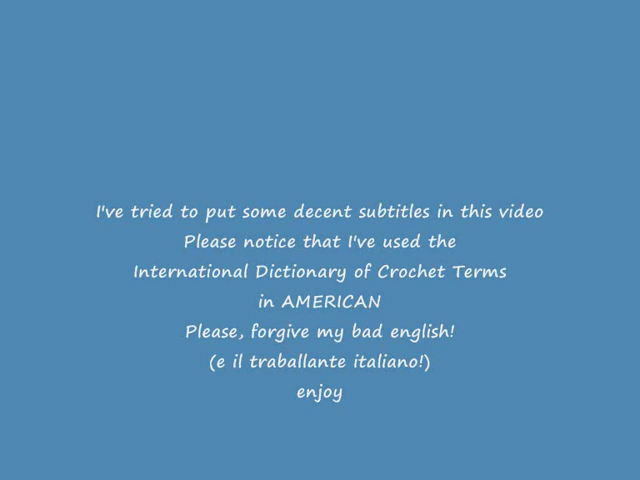 I've tried to put some decent subtitles in this video
Please notice that I've used the
International Dictionary of Crochet Terms
in AMERICAN
Please, forgive my bad english!
(e il traballante italiano!)
enjoy